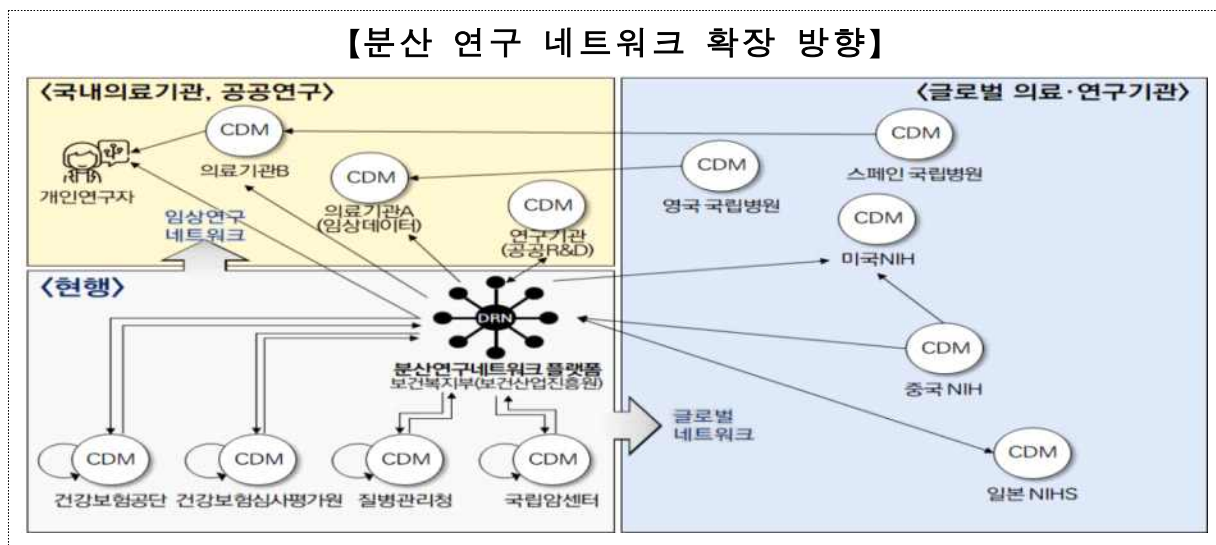 【분산 연구 네트워크 확장 방향】
<국내의료기관, 공공연구>
CDM
의료기관B
개인연구자
CDM
의료기관A
(임상데이터)
CDM
연구기관
(공공R&D)
임상연구
네트워크
<글로벌 의료·연구기관>
CDM
스페인 국립병원
CDM
영국 국립병원
CDM
미국NIH
CDM
중국 NIH
CDM
일본 NIHS
<현행>
DRN
분산연구네트워크 플랫폼
보건복지부(보건산업진흥원)
글로벌
네트워크
CDM
건강보험공단
CDM
건강보험심사평가원
CDM
질병관리청
CDM
국립암센터